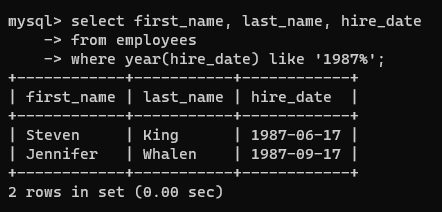 mysql> select first_name, last_name, hire_date
    -> from employees
    -> where year(hire_date) like '1987%';
+------------+-----------+------------+
| first_name | last_name | hire_date  |
+------------+-----------+------------+
| Steven     | King      | 1987-06-17 |
| Jennifer   | Whalen    | 1987-09-17 |
+------------+-----------+------------+
2 rows in set (0.00 sec)